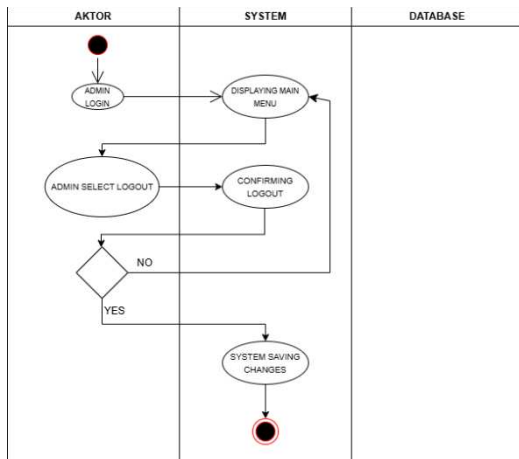 AKTOR
SYSTEM
DATABASE
ADMIN
LOGIN
DISPLAYING MAIN
MENU
ADMIN SELECT LOGOUT
CONFIRMING
LOGOUT
NO
YES
SYSTEM SAVING
CHANGES